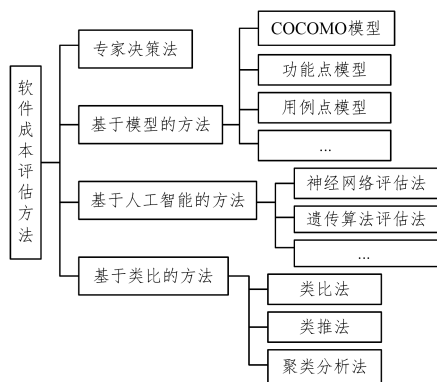 软件成本评估方法
专家决策法
基于模型的方法
COCOMO模型
功能点模型
用例点模型
...
基于人工智能的方法
神经网络评估法
遗传算法评估法
...
基于类比的方法
类比法
类推法
聚类分析法